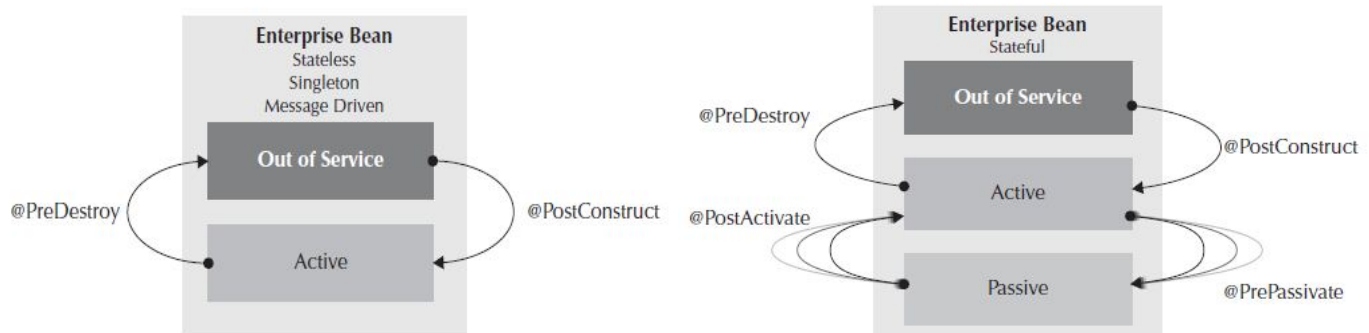 Enterprise Bean
Stateless
Singleton
Message Driven
Out of Service
@PreDestroy
@PostConstruct
Active
Enterprise Bean
Stateful
Out of Service
@PreDestroy
@PostConstruct
Active
@PostActivate
Passive
@PrePassivate